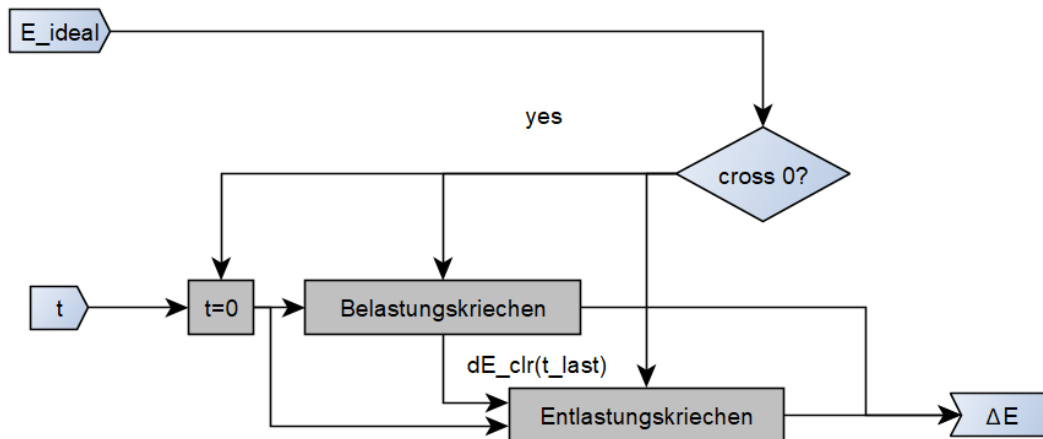 E_ideal
yes
cross 0?
t
t=0
Belastungskriechen
dE_clr(t_last)
Entlastungskriechen
ΔE